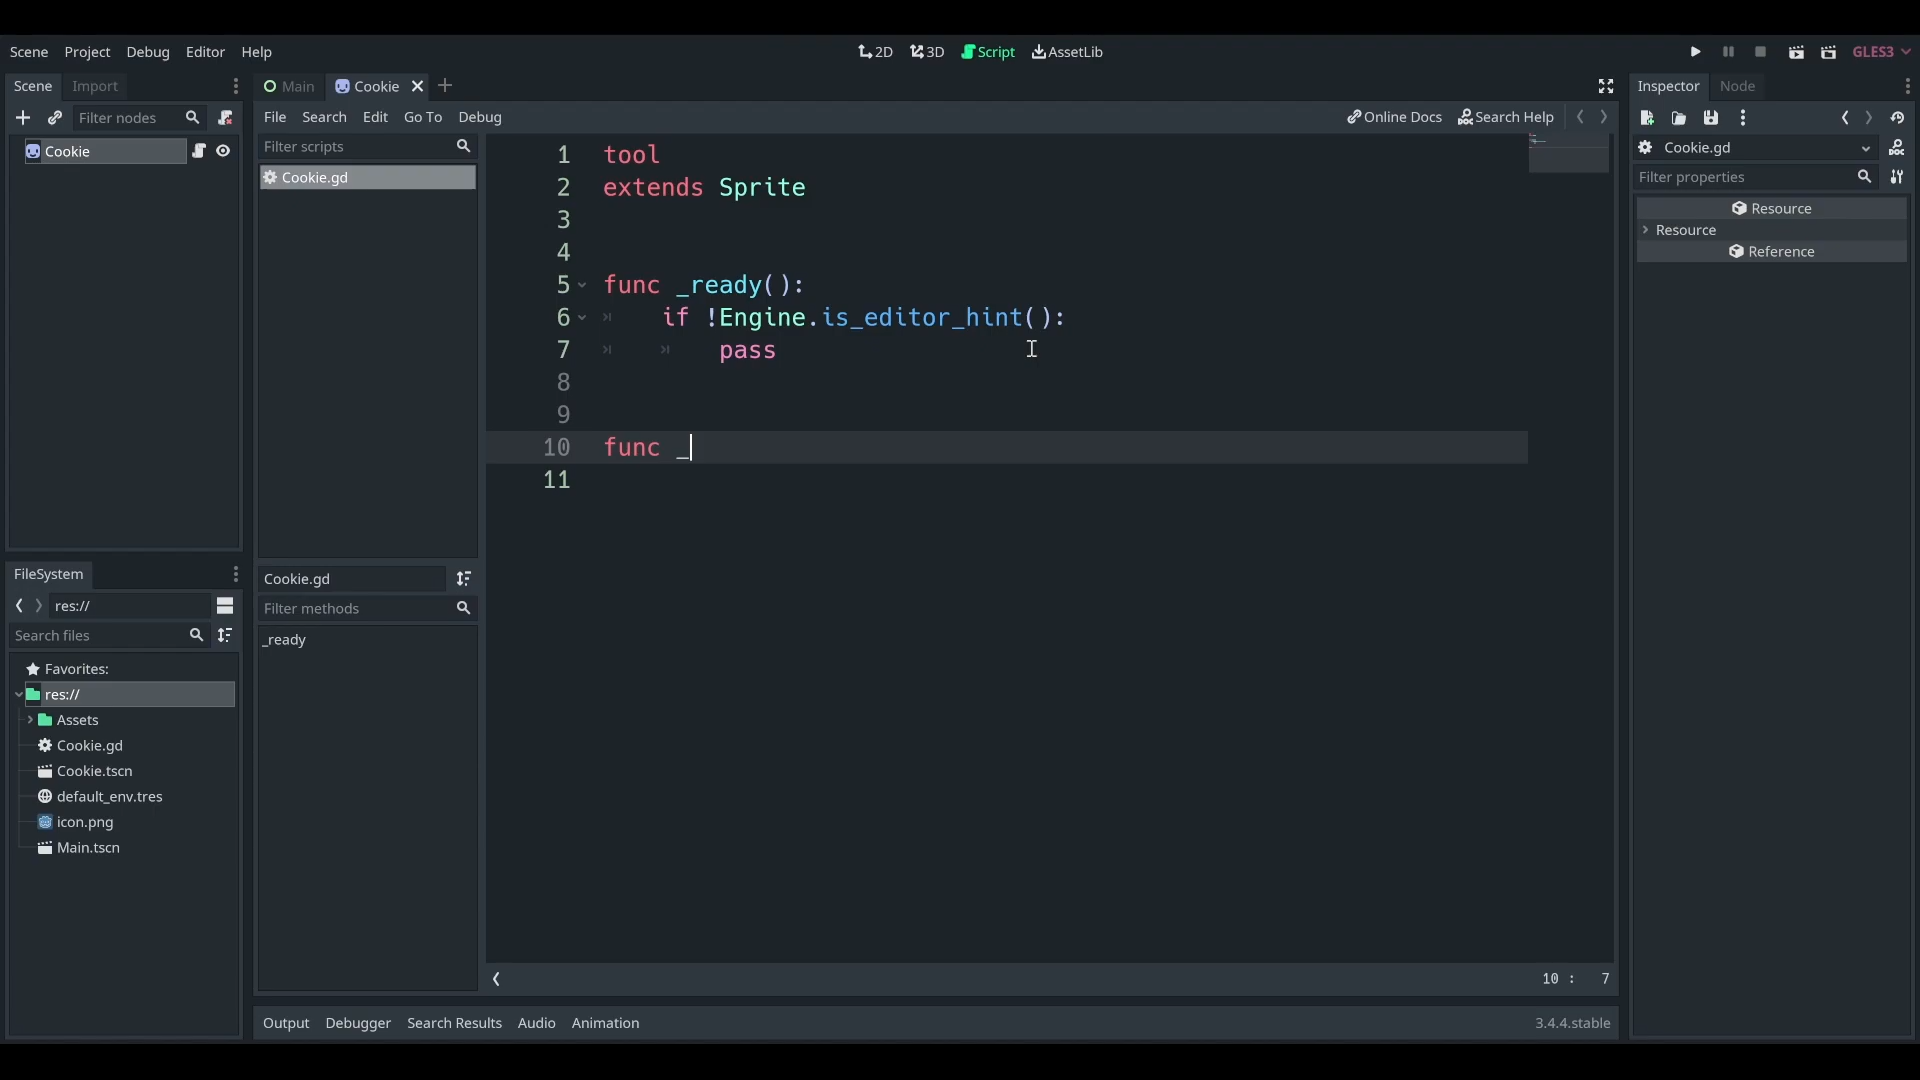 Scene Project Debug Editor Help
2D 3D Script AssetLib
GLES3
Scene Import
Main Cookie
Inspector Node
Filter nodes
File Search Edit Go To Debug
Online Docs Search Help
Cookie
Filter scripts
Cookie.gd
Cookie.gd
Filter properties
Resource
Resource
Reference
1 tool
2 extends Sprite
3
4
5 func _ready():
6 if !Engine.is_editor_hint():
7 pass
8
9
10 func _
11
FileSystem
res://
Search files
Favorites:
res://
Assets
Cookie.gd
Cookie.tscn
default_env.tres
icon.png
Main.tscn
Cookie.gd
Filter methods
_ready
10 : 7
Output Debugger Search Results Audio Animation
3.4.4.stable